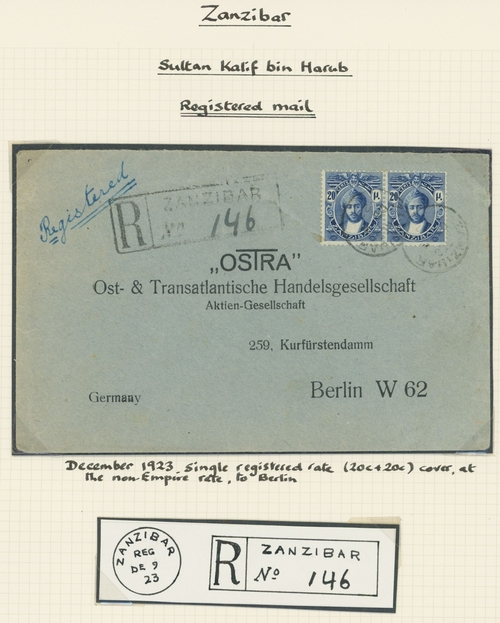 Zanzibar
Sultan Kalif bin Harub
Registered mail
Registered
R ZANZIBAR
No 146
20 20
ZANZIBAR ZANZIBAR
„OSTRA"
Ost- & Transatlantische Handelsgesellschaft
Aktien-Gesellschaft
259, Kurfürstendamm
Berlin W 62
Germany
December 1923. Single registered rate (20c+20c) cover, at
the non-Empire rate, to Berlin
ZANZIBAR
REG
DE 9
23
R ZANZIBAR
No 146